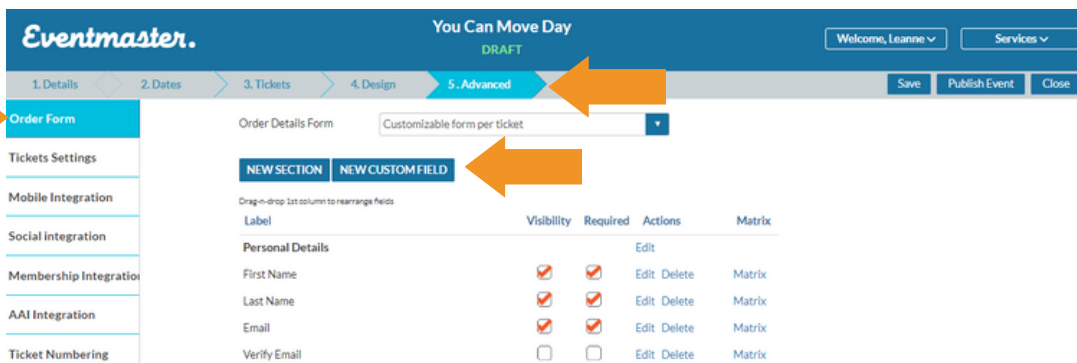 Eventmaster.
You Can Move Day
DRAFT
Welcome, Leanne
Services
1. Details
2. Dates
3. Tickets
4. Design
5. Advanced
Save
Publish Event
Close
Order Form
Tickets Settings
Mobile Integration
Social integration
Membership Integratio
AAI Integration
Ticket Numbering
Order Details Form
Customizable form per ticket
NEW SECTION
NEW CUSTOM FIELD
Drag-n-drop 1st column to rearrange fields
Label Visibility Required Actions Matrix
Personal Details Edit
First Name Edit Delete Matrix
Last Name Edit Delete Matrix
Email Edit Delete Matrix
Verify Email Edit Delete Matrix